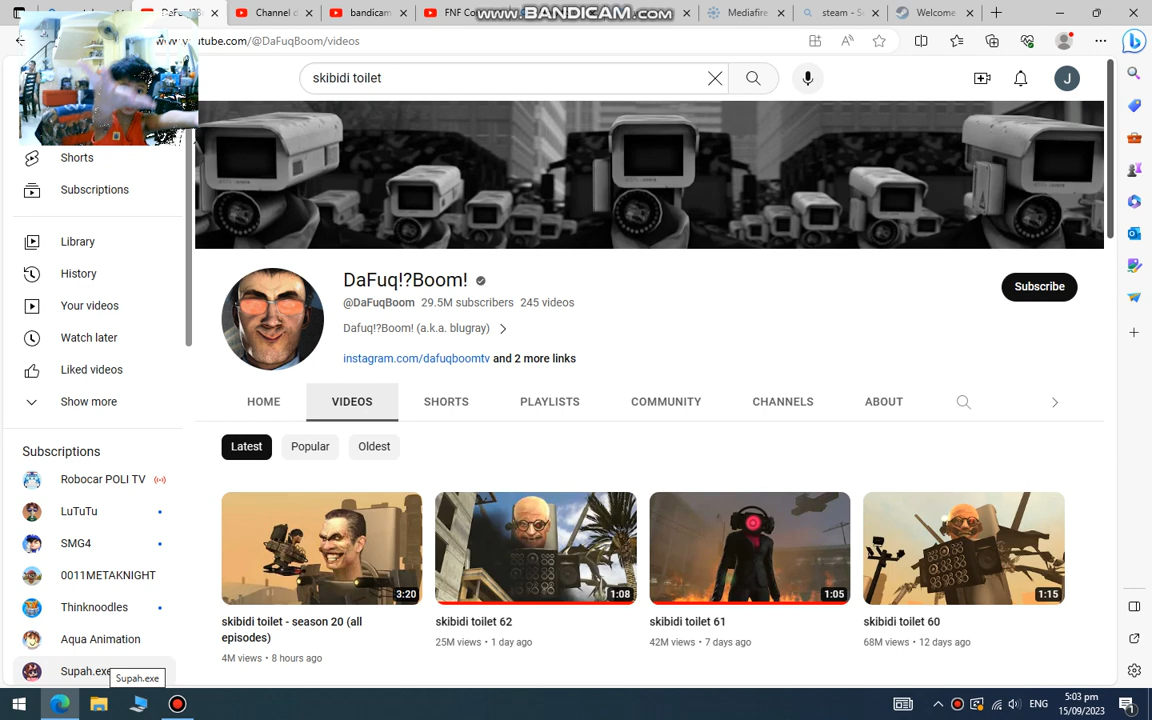 DaFuq!?B
Channel d
bandicam
FNF Co
www.BANDICAM.com
Mediafire
steam - S
Welcome
www.youtube.com/@DaFuqBoom/videos
skibidi toilet
J
Shorts
Subscriptions
Library
History
Your videos
Watch later
Liked videos
Show more
Subscriptions
Robocar POLI TV
LuTuTu
SMG4
0011METAKNIGHT
Thinknoodles
Aqua Animation
Supah.exe
Supah.exe
DaFuq!?Boom!
@DaFuqBoom 29.5M subscribers 245 videos
Dafuq!?Boom! (a.k.a. blugray)
instagram.com/dafuqboomtv and 2 more links
Subscribe
HOME VIDEOS SHORTS PLAYLISTS COMMUNITY CHANNELS ABOUT
Latest Popular Oldest
3:20
1:08
1:05
1:15
skibidi toilet - season 20 (all
episodes)
4M views • 8 hours ago
skibidi toilet 62
25M views • 1 day ago
skibidi toilet 61
42M views • 7 days ago
skibidi toilet 60
68M views • 12 days ago
ENG
5:03 pm
15/09/2023
1